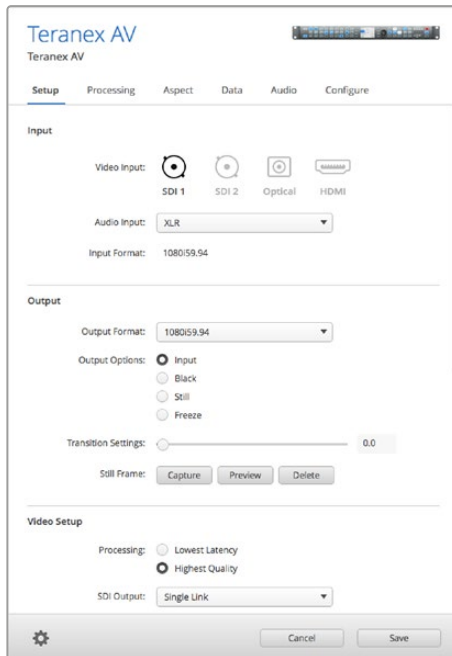 Teranex AV
Teranex AV
Setup Processing Aspect Data Audio Configure
Input
Video Input:
SDI 1 SDI 2 Optical HDMI
Audio Input: XLR
Input Format: 1080i59.94
Output
Output Format: 1080i59.94
Output Options: Input
Black
Still
Freeze
Transition Settings: 0.0
Still Frame: Capture Preview Delete
Video Setup
Processing: Lowest Latency
Highest Quality
SDI Output: Single Link
Cancel Save